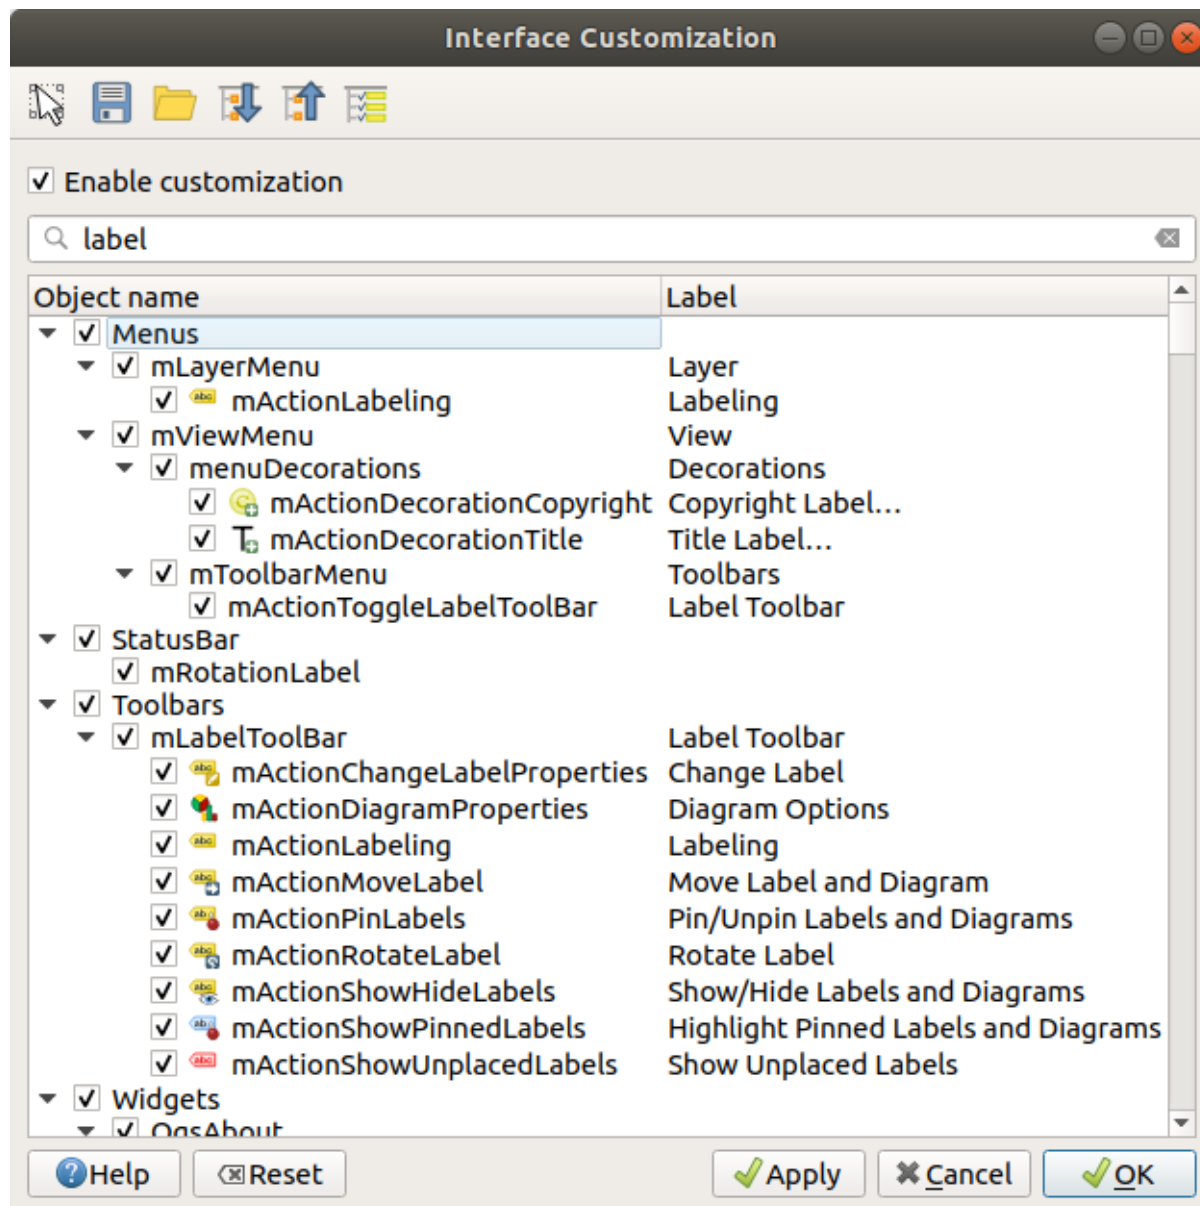 Interface Customization
Enable customization
label
Object name Label
Menus
mLayerMenu Layer
mActionLabeling Labeling
mViewMenu View
menuDecorations Decorations
mActionDecorationCopyright Copyright Label...
mActionDecorationTitle Title Label...
mToolbarMenu Toolbars
mActionToggleLabelToolBar Label Toolbar
StatusBar
mRotationLabel
Toolbars
mLabelToolBar Label Toolbar
mActionChangeLabelProperties Change Label
mActionDiagramProperties Diagram Options
mActionLabeling Labeling
mActionMoveLabel Move Label and Diagram
mActionPinLabels Pin/Unpin Labels and Diagrams
mActionRotateLabel Rotate Label
mActionShowHideLabels Show/Hide Labels and Diagrams
mActionShowPinnedLabels Highlight Pinned Labels and Diagrams
mActionShowUnplacedLabels Show Unplaced Labels
Widgets
QgsAbout
Help Reset Apply Cancel OK